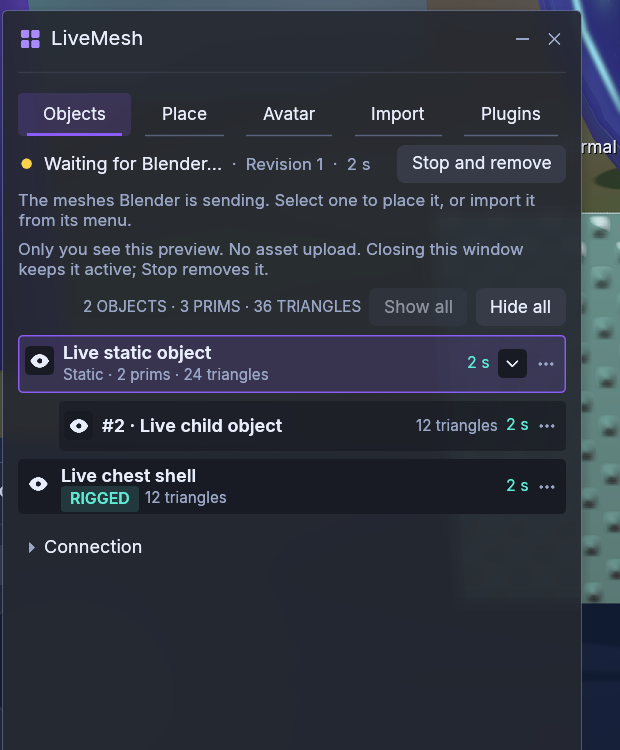 LiveMesh
Objects Place Avatar Import Plugins
Waiting for Blender... · Revision 1 · 2 s Stop and remove
The meshes Blender is sending. Select one to place it, or import it
from its menu.
Only you see this preview. No asset upload. Closing this window
keeps it active; Stop removes it.
2 OBJECTS · 3 PRIMS · 36 TRIANGLES Show all Hide all
Live static object
Static · 2 prims · 24 triangles
2 s
#2 · Live child object 12 triangles 2 s
Live chest shell
RIGGED 12 triangles
2 s
Connection